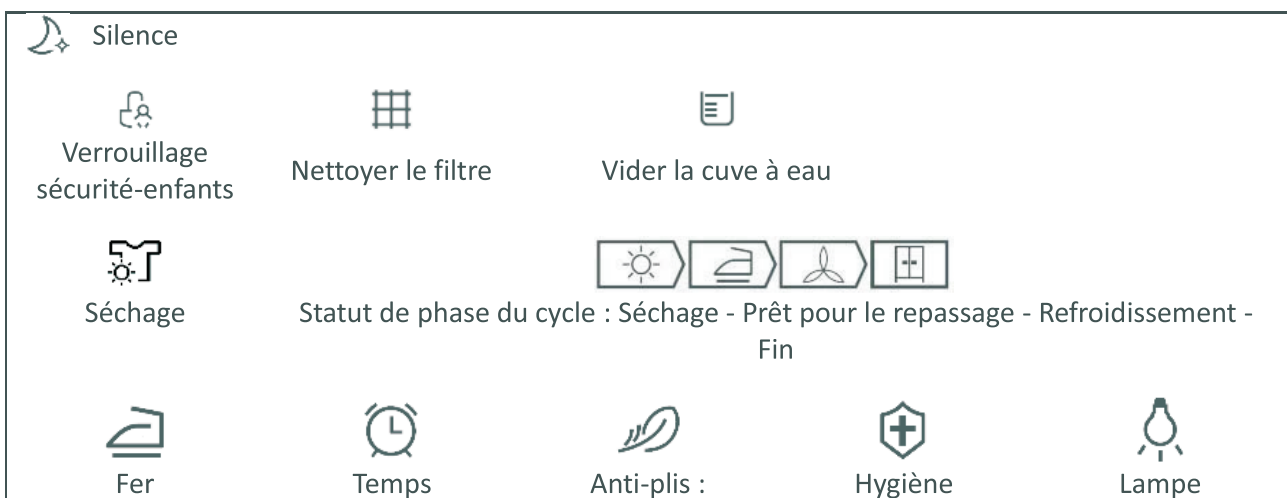 Silence
Verrouillage
sécurité-enfants
Nettoyer le filtre
Vider la cuve à eau
Séchage
Statut de phase du cycle : Séchage - Prêt pour le repassage - Refroidissement -
Fin
Fer
Temps
Anti-plis :
Hygiène
Lampe